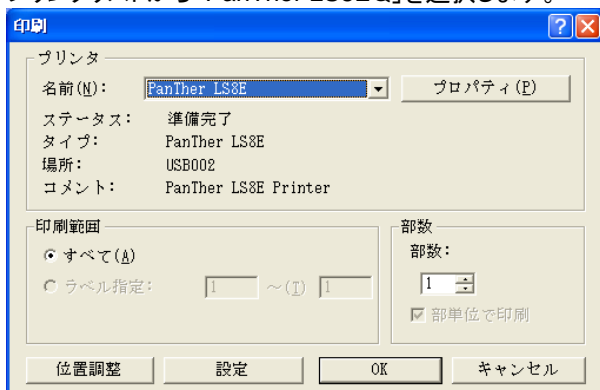 印刷
プリンタ
名前(N): PanTher LS8E プロパティ(P)
ステータス: 準備完了
タイプ: PanTher LS8E
場所: USB002
コメント: PanTher LS8E Printer
印刷範囲
すべて(A)
ラベル指定: 1 ～(T) 1
部数
部数:
1
部単位で印刷
位置調整 設定 OK キャンセル